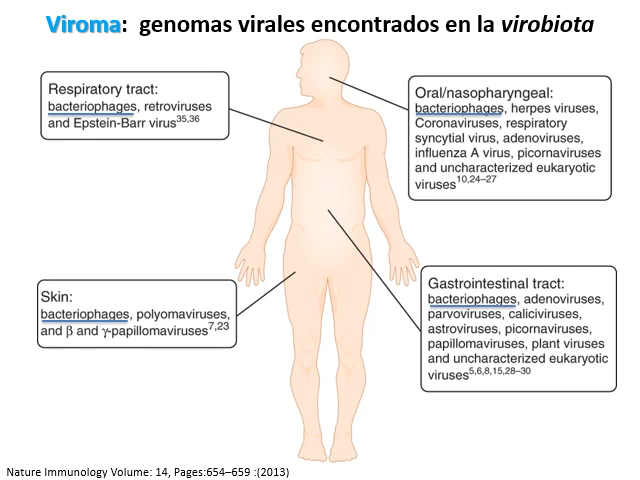 Viroma: genomas virales encontrados en la virobiota
Respiratory tract:
bacteriophages, retroviruses
and Epstein-Barr virus35,36
Oral/nasopharyngeal:
bacteriophages, herpes viruses,
Coronaviruses, respiratory
syncytial virus, adenoviruses,
influenza A virus, picornaviruses
and uncharacterized eukaryotic
viruses10,24–27
Skin:
bacteriophages, polyomaviruses,
and β and γ-papillomaviruses7,23
Gastrointestinal tract:
bacteriophages, adenoviruses,
parvoviruses, caliciviruses,
astroviruses, picornaviruses,
papillomaviruses, plant viruses
and uncharacterized eukaryotic
viruses5,6,8,15,28–30
Nature Immunology Volume: 14, Pages:654–659 :(2013)